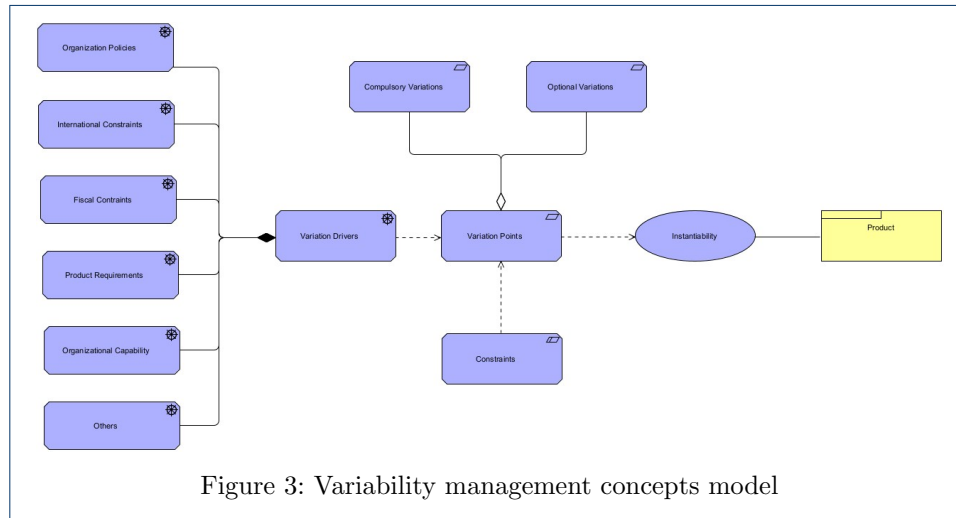 Organization Policies
International Constraints
Fiscal Contraints
Product Requirements
Organizational Capability
Others
Variation Drivers
Compulsory Variations
Optional Variations
Variation Points
Constraints
Instantiability
Product
Figure 3: Variability management concepts model